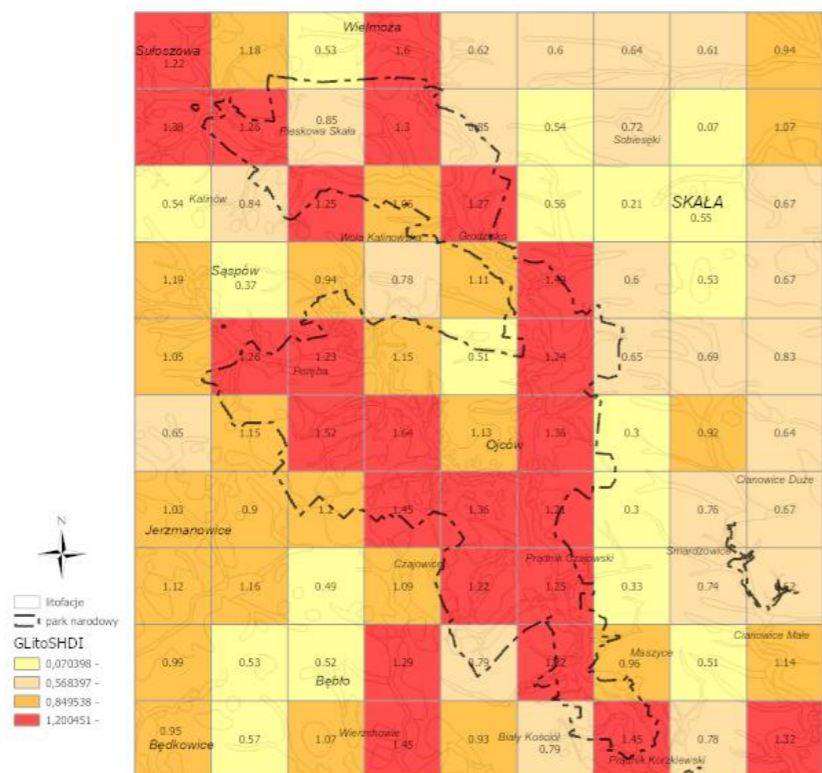 Wielmoża
Sułoszowa
1.22 1.18 0.53 1.6 0.62 0.6 0.64 0.61 0.94
1.38 1.26 0.85 1.3 0.85 0.54 0.72 0.07 1.07
Pieskowa Skała
Sobiesęki
0.54 0.84 1.25 1.27 0.56 0.21 0.55 0.67
Kalinów
SKAŁA
Wola Kalinowska
Grodzisko
Sąspów
1.19 0.37 0.94 0.78 1.11 1.49 0.6 0.53 0.67
1.05 1.26 1.23 1.15 0.51 1.24 0.65 0.69 0.83
Poręba
0.65 1.15 1.52 1.64 1.13 1.36 0.3 0.92 0.64
Ojców
Cianowice Duże
1.03 0.9 1.2 1.45 1.36 1.21 0.3 0.76 0.67
Jerzmanowice
Smardzowice
Czajowice
Prądnik Czajowski
1.12 1.16 0.49 1.09 1.22 1.25 0.33 0.74
Cianowice Małe
Maszyce
0.99 0.53 0.52 1.29 0.79 0.96 0.51 1.14
Bębło
0.95 0.57 1.07 1.45 0.93 0.79 1.45 0.78 1.32
Będkowice
Wierzchowie
Biały Kościół
Prądnik Korzkiewski
N
litofacje
park narodowy
GLitoSHDI
0,070398 -
0,568397 -
0,849538 -
1,200451 -